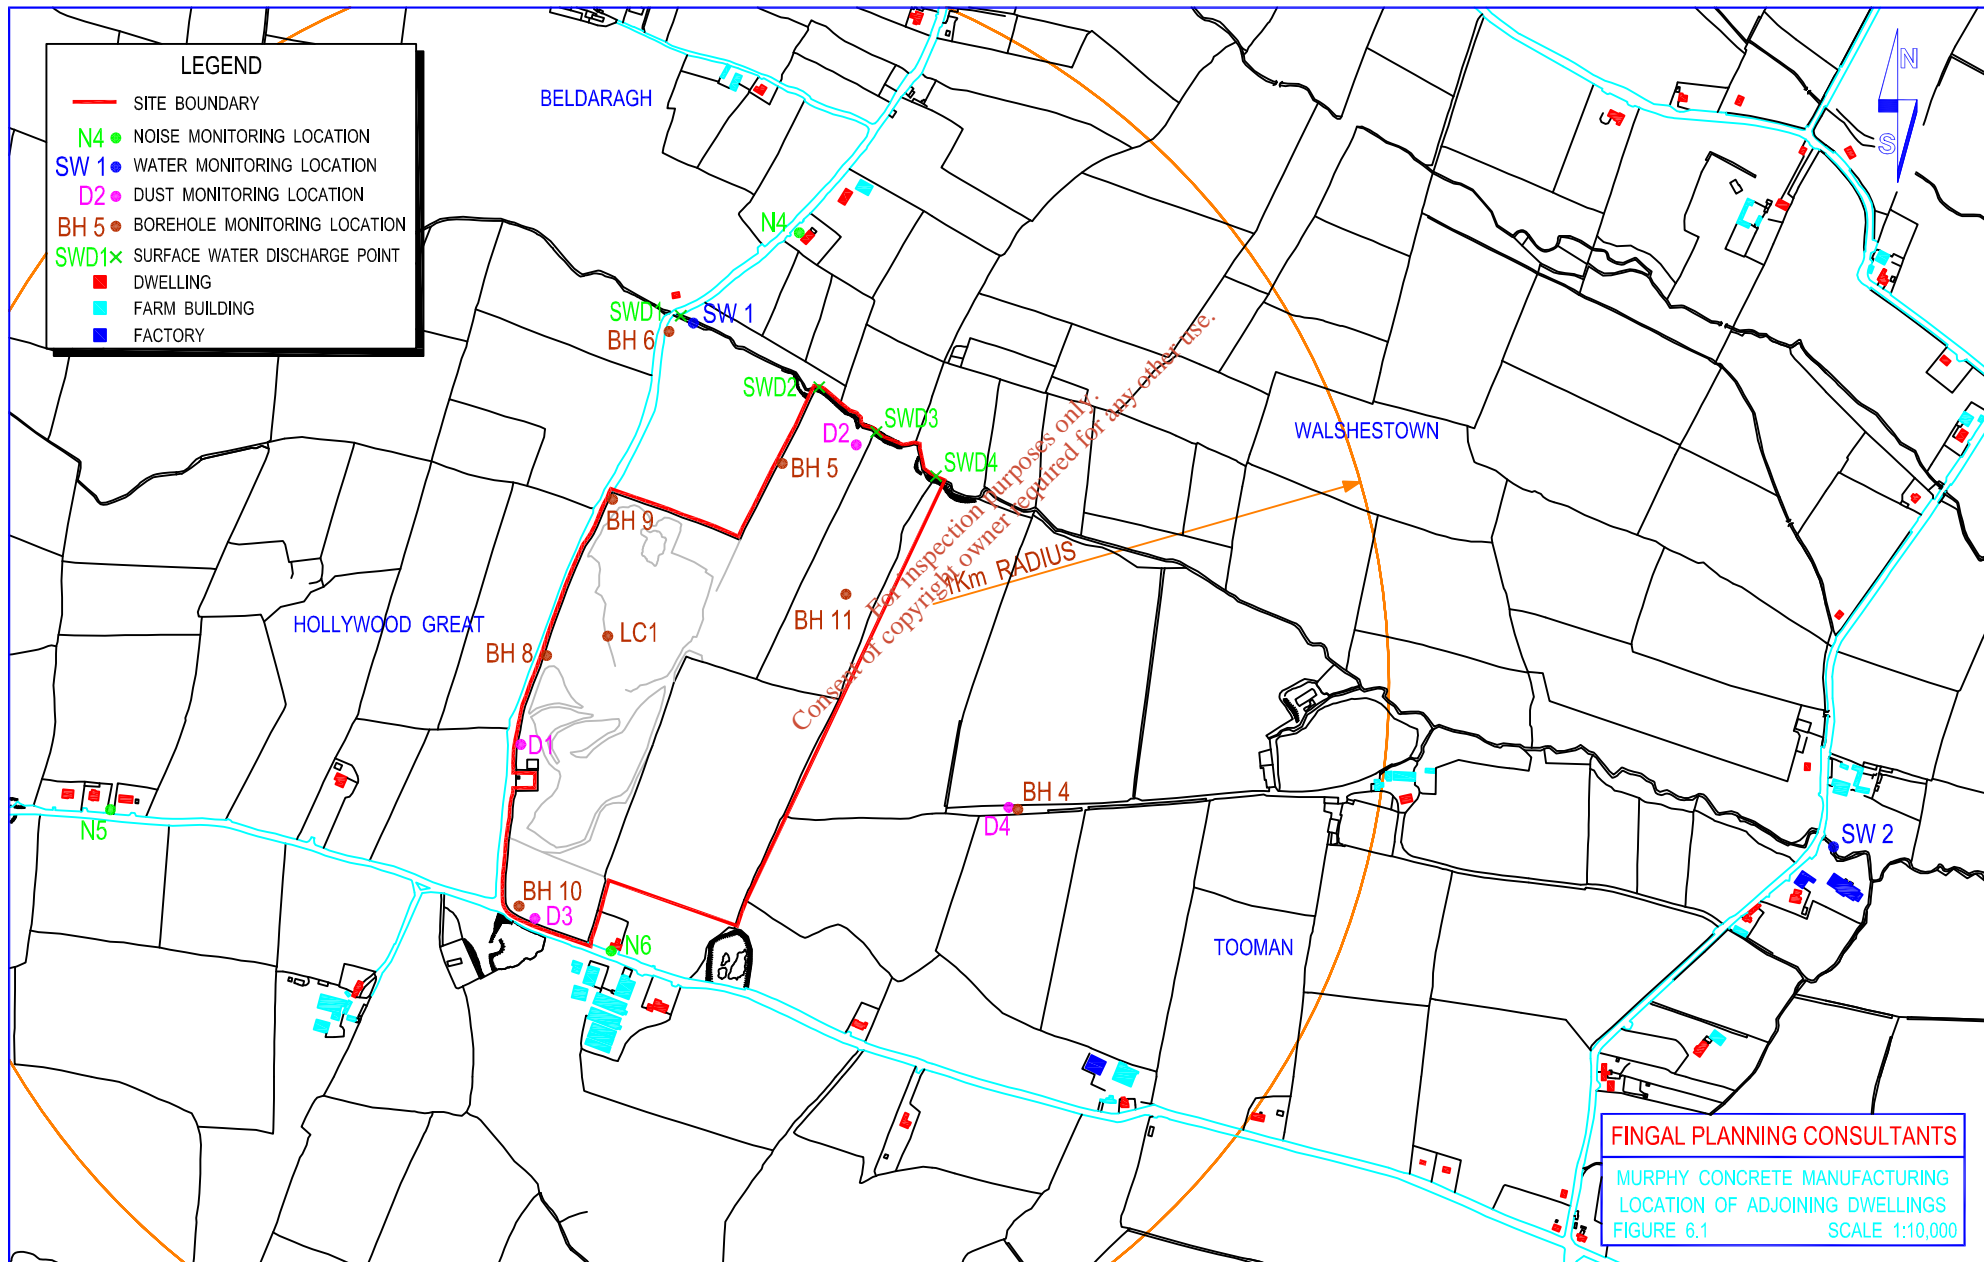 LEGEND
SITE BOUNDARY
N4 NOISE MONITORING LOCATION
SW 1 WATER MONITORING LOCATION
D2 DUST MONITORING LOCATION
BH 5 BOREHOLE MONITORING LOCATION
SWD1 SURFACE WATER DISCHARGE POINT
DWELLING
FARM BUILDING
FACTORY
BELDARAGH
N
S
N4
SWD1
SW 1
BH 6
SWD2
SWD3
D2
BH 5
SWD4
WALSHESTOWN
BH 9
1Km RADIUS
BH 11
HOLLYWOOD GREAT
LC1
BH 8
For inspection purposes only.
Consent of copyright owner required for any other use.
D1
N5
BH 4
D4
SW 2
BH 10
D3
N6
TOOMAN
FINGAL PLANNING CONSULTANTS
MURPHY CONCRETE MANUFACTURING
LOCATION OF ADJOINING DWELLINGS
FIGURE 6.1 SCALE 1:10,000